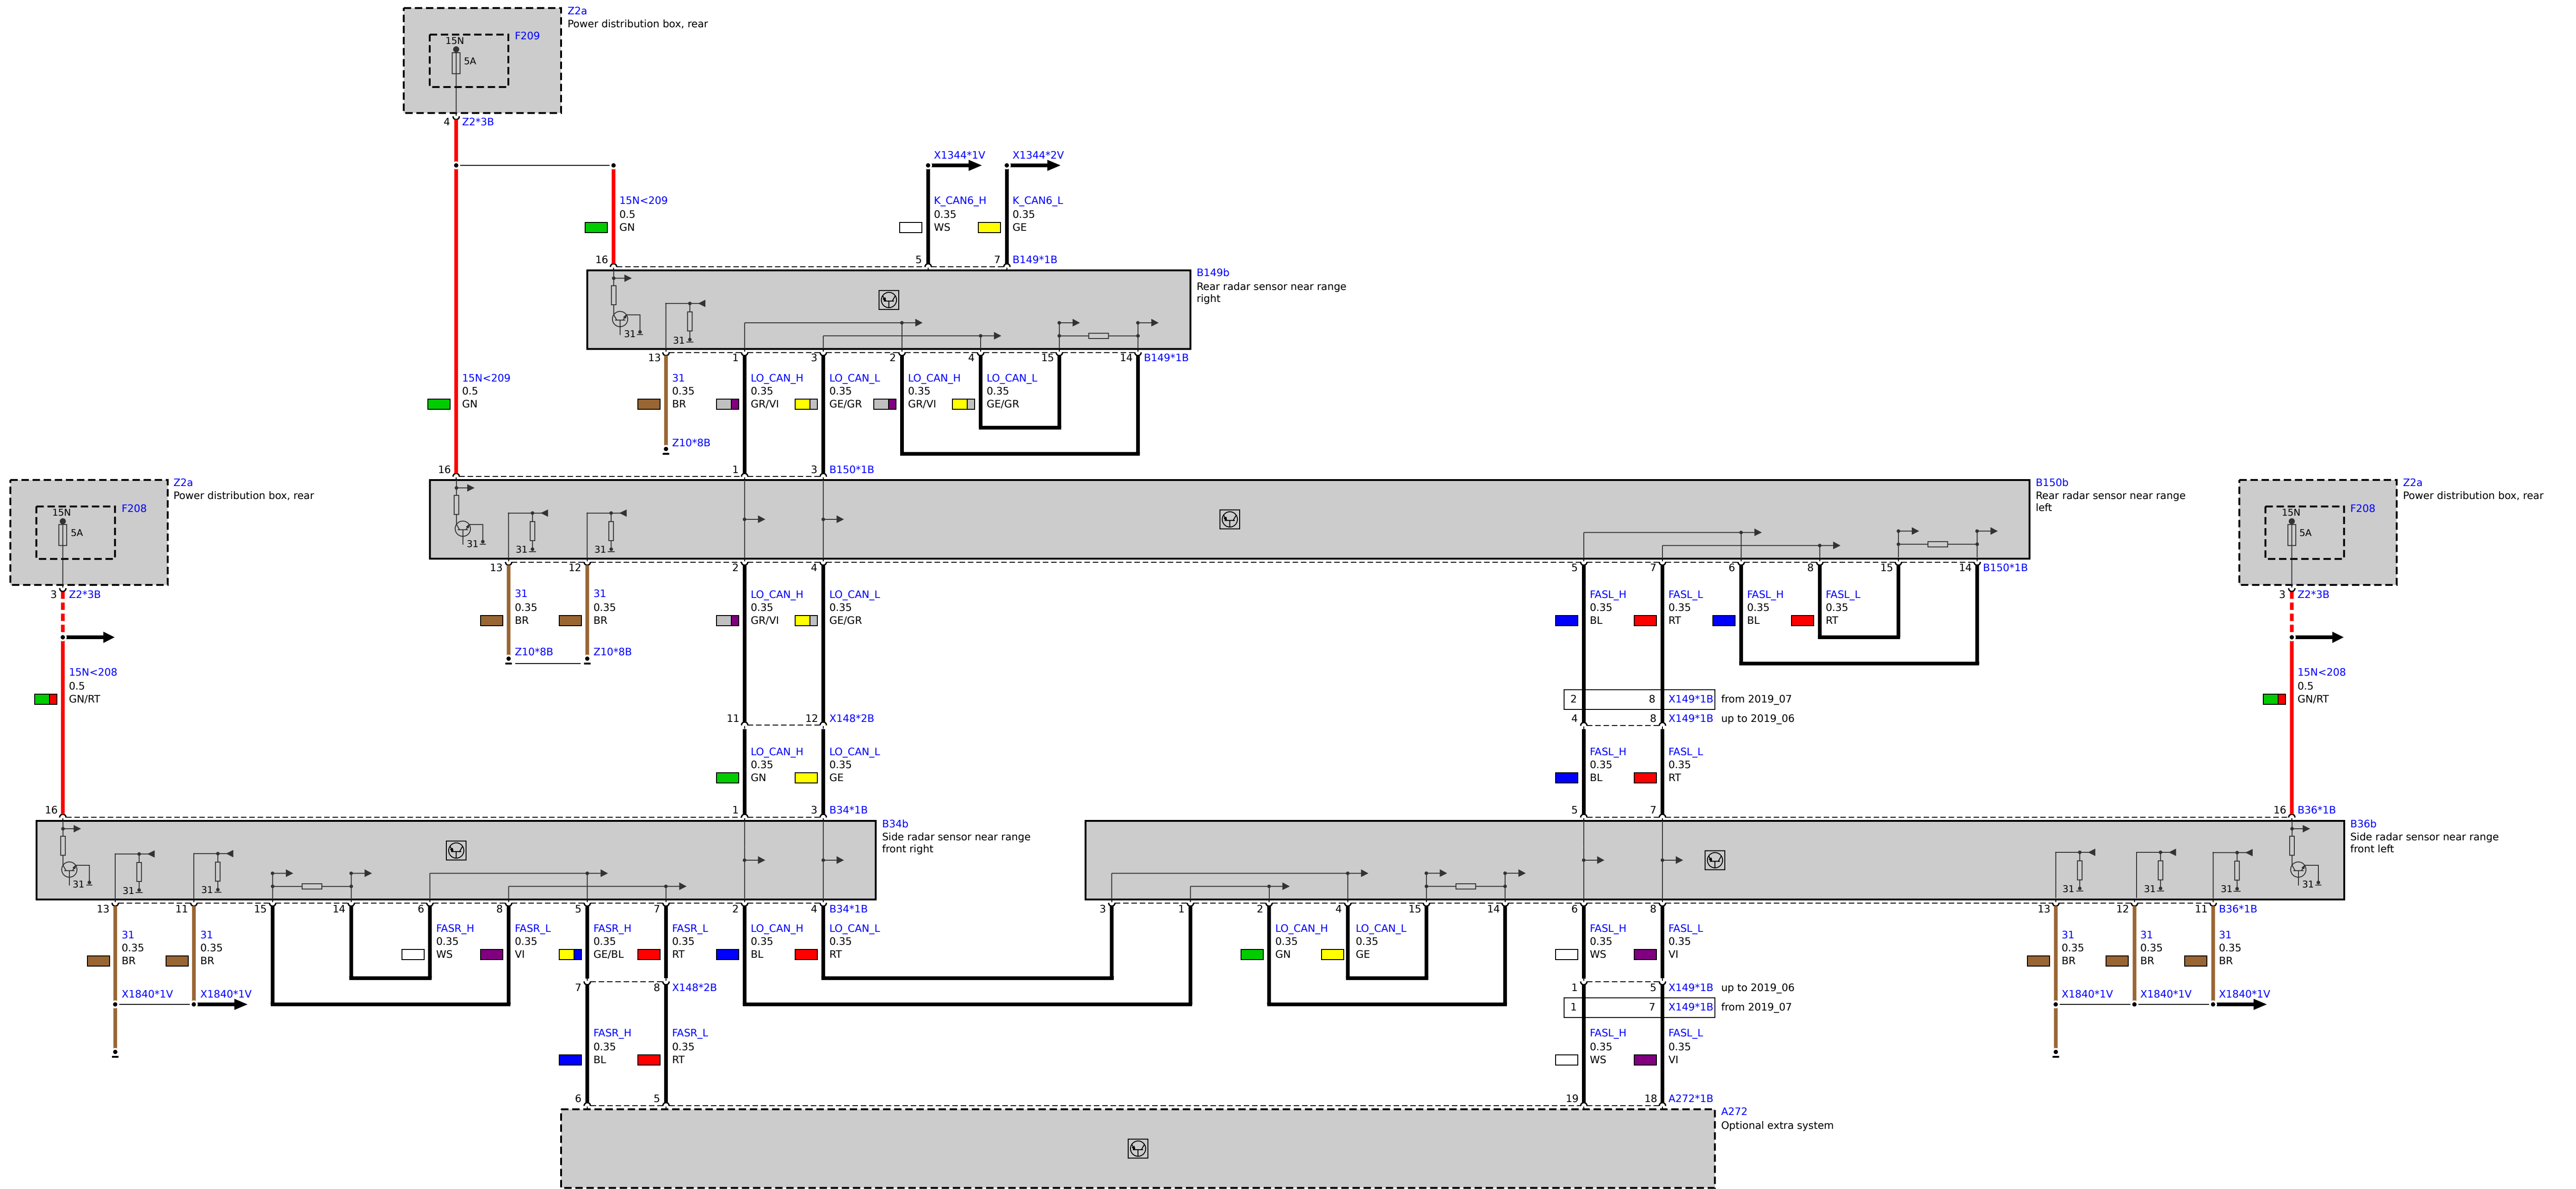 Z2a
Power distribution box, rear
F209
15N
5A
4 Z2*3B
X1344*1V X1344*2V
15N<209
0.5
GN
K_CAN6_H
0.35
WS
K_CAN6_L
0.35
GE
16 5 7 B149*1B
B149b
Rear radar sensor near range
right
31 31
13 1 3 2 4 15 14 B149*1B
15N<209
0.5
GN
31
0.35
BR
LO_CAN_H
0.35
GR/VI
LO_CAN_L
0.35
GE/GR
LO_CAN_H
0.35
GR/VI
LO_CAN_L
0.35
GE/GR
Z10*8B
16 1 3 B150*1B
Z2a
Power distribution box, rear
F208
15N
5A
3 Z2*3B
B150b
Rear radar sensor near range
left
31 31 31
Z2a
Power distribution box, rear
F208
15N
5A
3 Z2*3B
13 12 2 4 5 7 6 8 15 14 B150*1B
31
0.35
BR
31
0.35
BR
LO_CAN_H
0.35
GR/VI
LO_CAN_L
0.35
GE/GR
FASL_H
0.35
BL
FASL_L
0.35
RT
FASL_H
0.35
BL
FASL_L
0.35
RT
Z10*8B Z10*8B
15N<208
0.5
GN/RT
15N<208
0.5
GN/RT
2 8 X149*1B from 2019_07
11 12 X148*2B
4 8 X149*1B up to 2019_06
LO_CAN_H
0.35
GN
LO_CAN_L
0.35
GE
FASL_H
0.35
BL
FASL_L
0.35
RT
16 1 3 B34*1B
5 7 16 B36*1B
B34b
Side radar sensor near range
front right
31 31 31
B36b
Side radar sensor near range
front left
31 31 31 31
13 11 15 14 6 8 5 7 2 4 B34*1B
3 1 2 4 15 14 6 8 13 12 11 B36*1B
31
0.35
BR
31
0.35
BR
FASR_H
0.35
WS
FASR_L
0.35
VI
FASR_H
0.35
GE/BL
FASR_L
0.35
RT
LO_CAN_H
0.35
BL
LO_CAN_L
0.35
RT
LO_CAN_H
0.35
GN
LO_CAN_L
0.35
GE
FASL_H
0.35
WS
FASL_L
0.35
VI
31
0.35
BR
31
0.35
BR
31
0.35
BR
X1840*1V X1840*1V
7 8 X148*2B
1 5 X149*1B up to 2019_06
1 7 X149*1B from 2019_07
X1840*1V X1840*1V X1840*1V
FASR_H
0.35
BL
FASR_L
0.35
RT
FASL_H
0.35
WS
FASL_L
0.35
VI
6 5 19 18 A272*1B
A272
Optional extra system